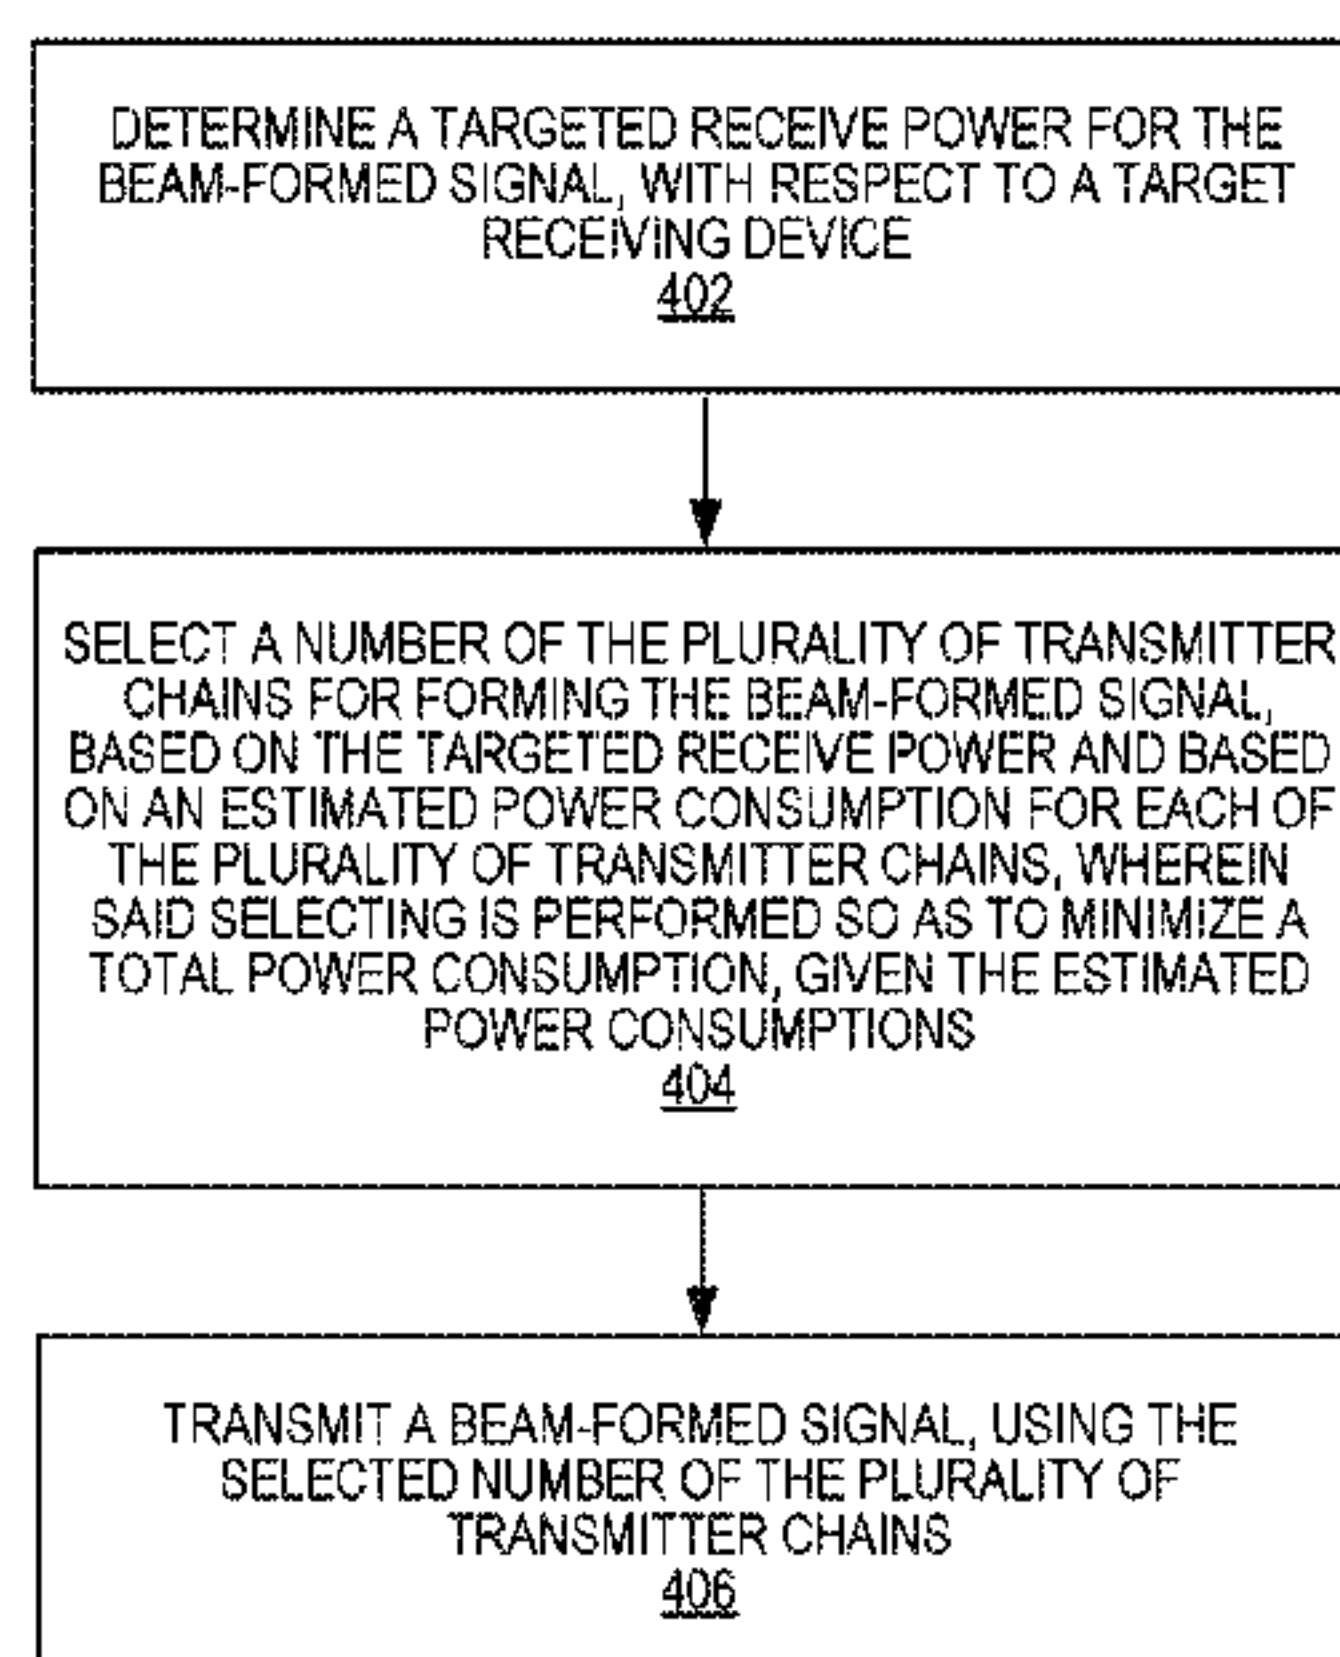 DETERMINE A TARGETED RECEIVE POWER FOR THE
BEAM-FORMED SIGNAL, WITH RESPECT TO A TARGET
RECEIVING DEVICE
402
SELECT A NUMBER OF THE PLURALITY OF TRANSMITTER
CHAINS FOR FORMING THE BEAM-FORMED SIGNAL,
BASED ON THE TARGETED RECEIVE POWER AND BASED
ON AN ESTIMATED POWER CONSUMPTION FOR EACH OF
THE PLURALITY OF TRANSMITTER CHAINS, WHEREIN
SAID SELECTING IS PERFORMED SO AS TO MINIMIZE A
TOTAL POWER CONSUMPTION, GIVEN THE ESTIMATED
POWER CONSUMPTIONS
404
TRANSMIT A BEAM-FORMED SIGNAL, USING THE
SELECTED NUMBER OF THE PLURALITY OF
TRANSMITTER CHAINS
406